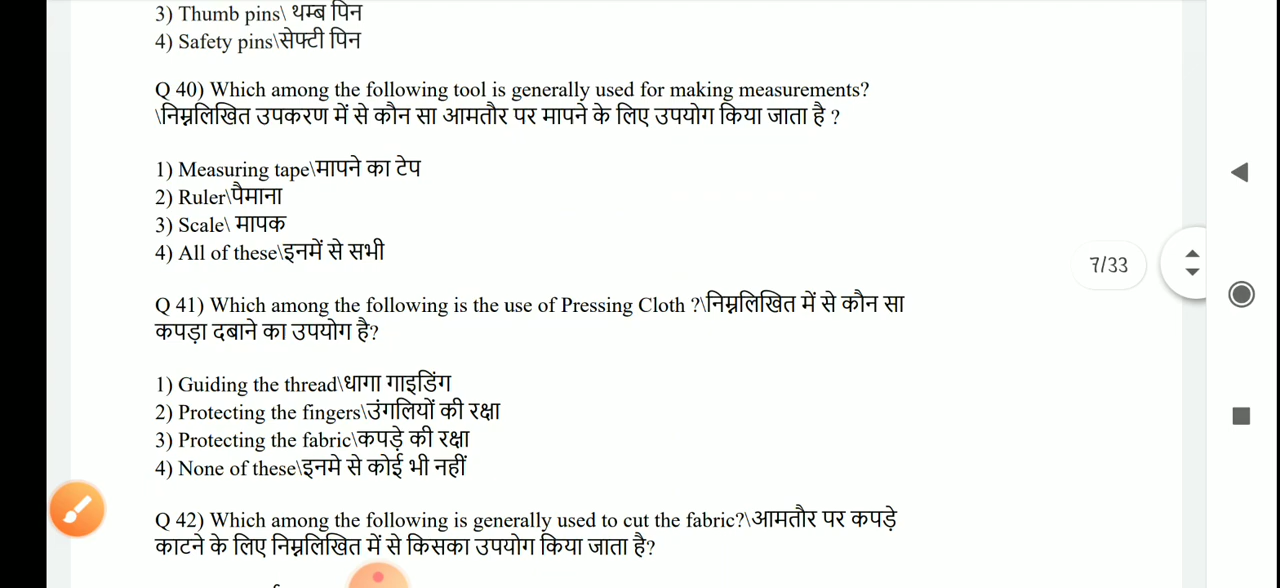 3) Thumb pins\ थम्ब पिन
4) Safety pins\सेफ्टी पिन
Q 40) Which among the following tool is generally used for making measurements?
\निम्नलिखित उपकरण में से कौन सा आमतौर पर मापने के लिए उपयोग किया जाता है ?
1) Measuring tape\मापने का टेप
2) Ruler\पैमाना
3) Scale\ मापक
4) All of these\इनमें से सभी
7/33
Q 41) Which among the following is the use of Pressing Cloth ?\निम्नलिखित में से कौन सा
कपड़ा दबाने का उपयोग है?
1) Guiding the thread\धागा गाइडिंग
2) Protecting the fingers\उंगलियों की रक्षा
3) Protecting the fabric\कपड़े की रक्षा
4) None of these\इनमे से कोई भी नहीं
Q 42) Which among the following is generally used to cut the fabric?\आमतौर पर कपड़े
काटने के लिए निम्नलिखित में से किसका उपयोग किया जाता है?